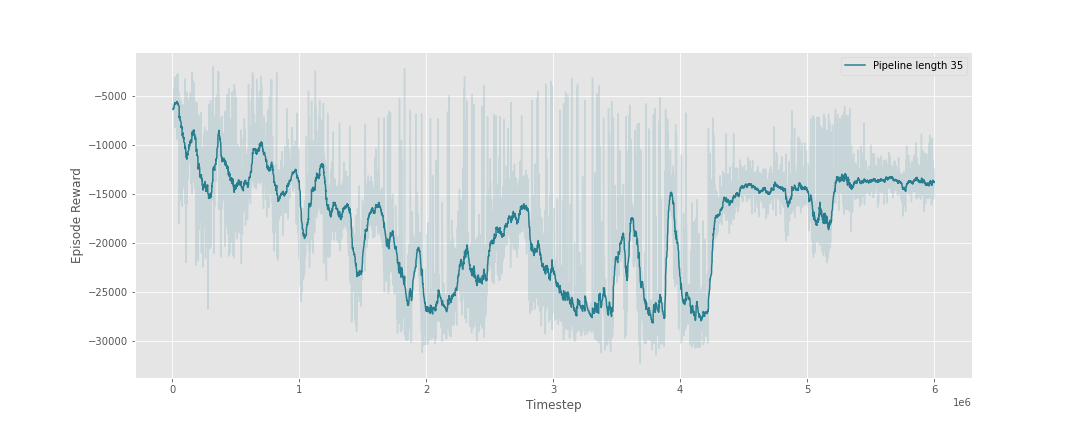 Pipeline length 35
Episode Reward
−5000
−10000
−15000
−20000
−25000
−30000
0 1 2 3 4 5 6
1e6
Timestep